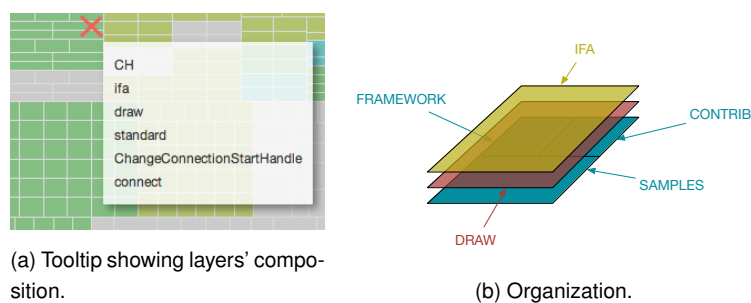 CH
ifa
draw
standard
ChangeConnectionStartHandle
connect
(a) Tooltip showing layers' compo-
sition.
IFA
FRAMEWORK
CONTRIB
SAMPLES
DRAW
(b) Organization.